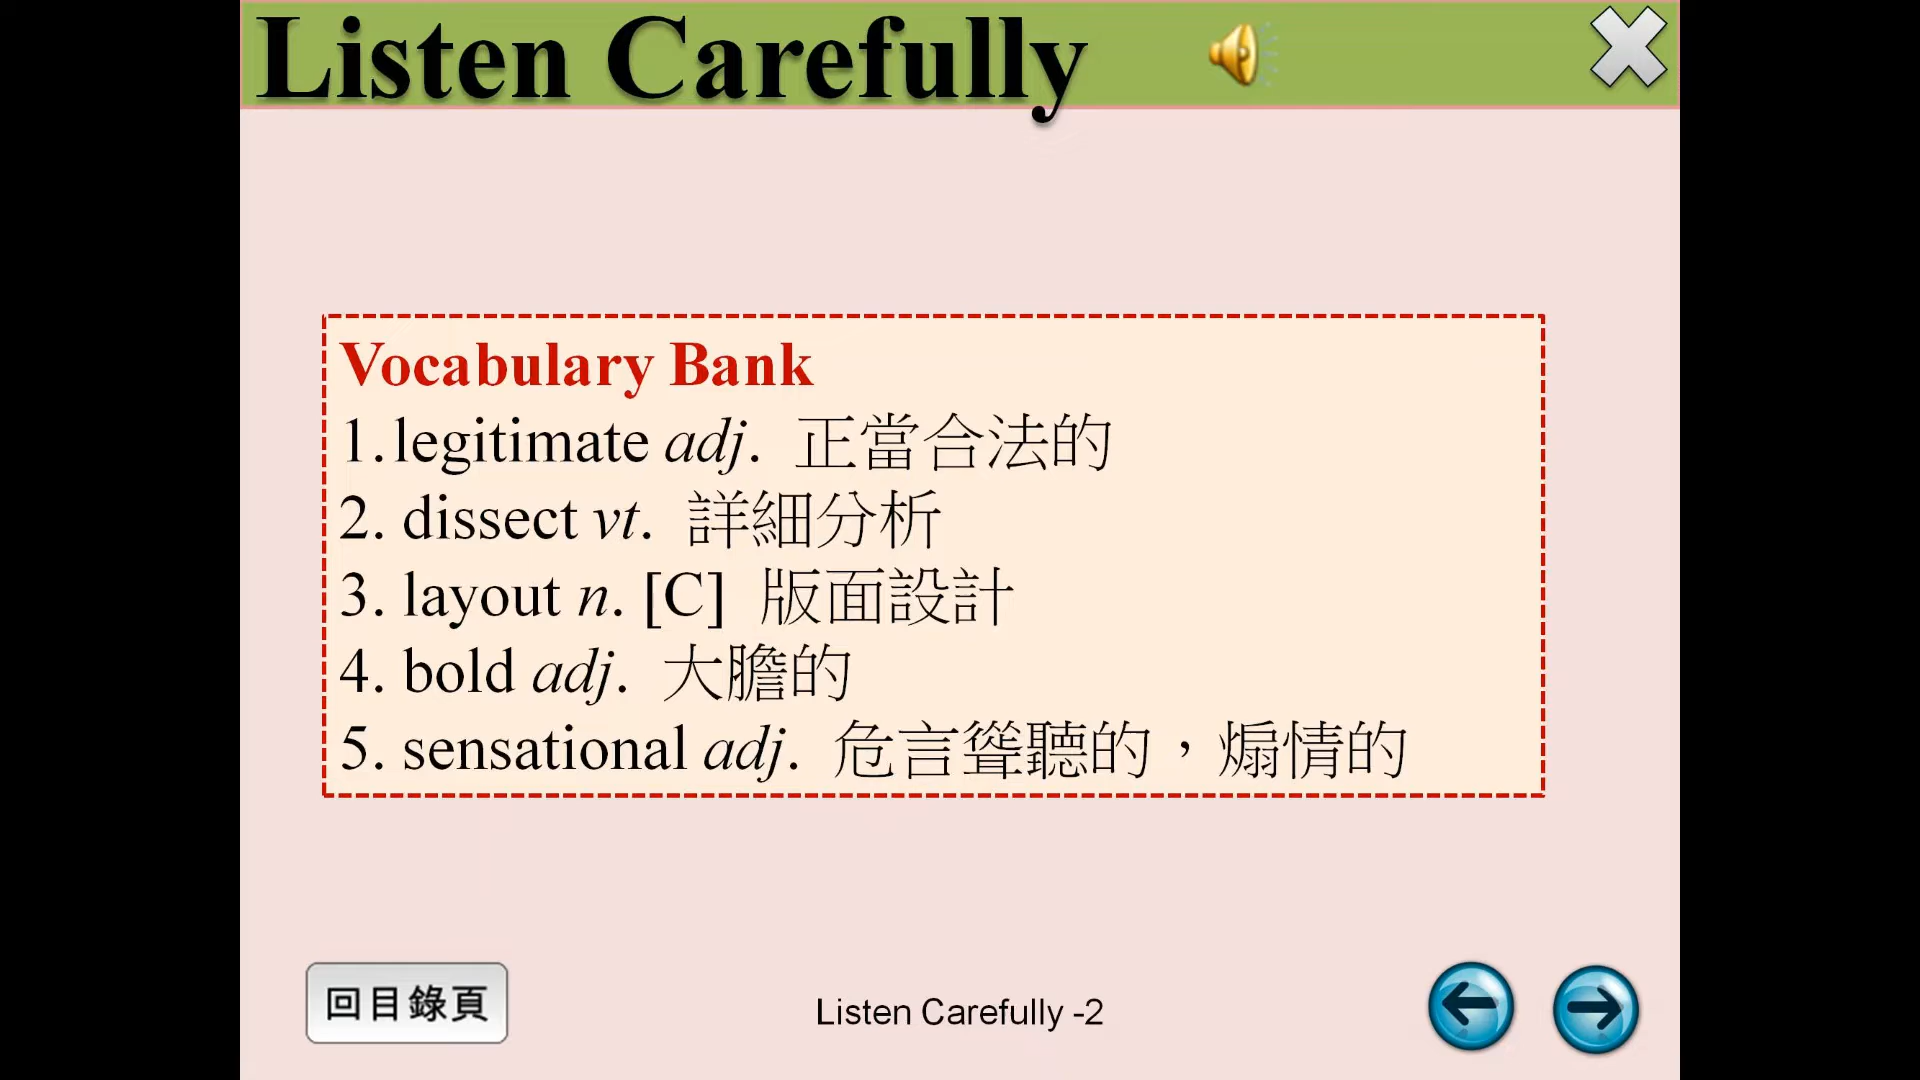 Listen Carefully
Vocabulary Bank
1. legitimate adj. 正當合法的
2. dissect vt. 詳細分析
3. layout n. [C] 版面設計
4. bold adj. 大膽的
5. sensational adj. 危言聳聽的，煽情的
回目錄頁
Listen Carefully -2